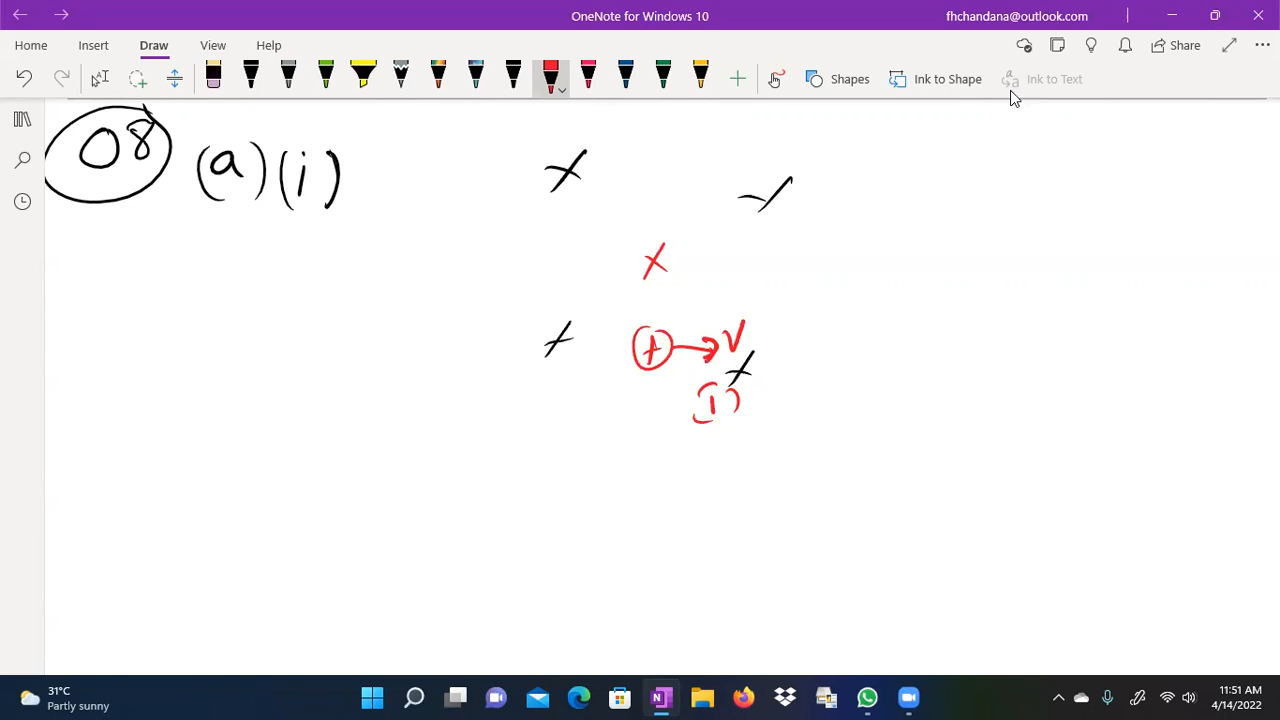 OneNote for Windows 10
fhchandana@outlook.com
Home Insert Draw View Help
Share
Shapes
Ink to Shape
Ink to Text
08 (a)(i)
x x
x
x + V
x
(I)
31°C
Partly sunny
11:51 AM
4/14/2022